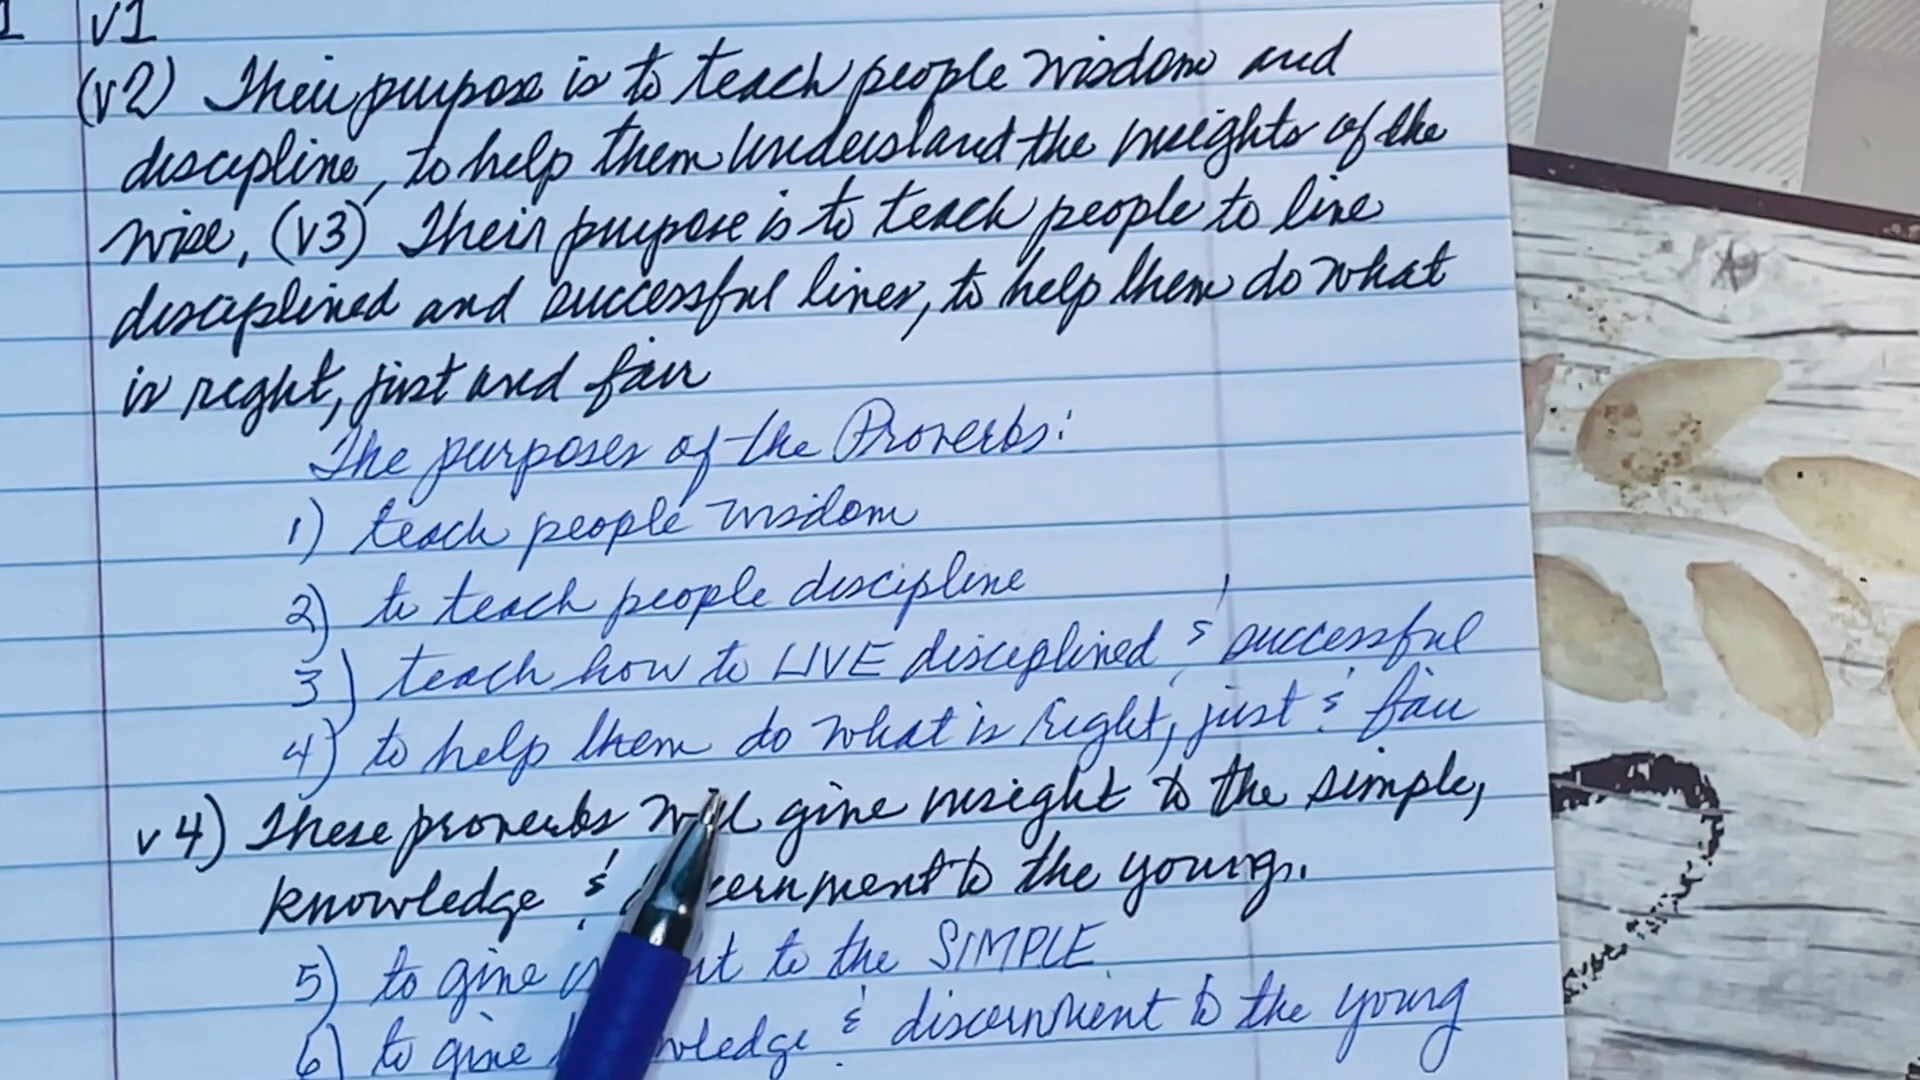 1 v1
(v2) Their purpose is to teach people wisdom and
discipline, to help them understand the insights of the
wise. (v3) Their purpose is to teach people to live
disciplined and successful lives, to help them do what
is right, just and fair
The purposes of the Proverbs:
1) teach people wisdom
2) to teach people discipline
3) teach how to LIVE disciplined & successful
4) to help them do what is right, just & fair
v4) These proverbs will give insight to the simple,
knowledge & to the young.
5) to give to the SIMPLE
6) to give & discernment to the young